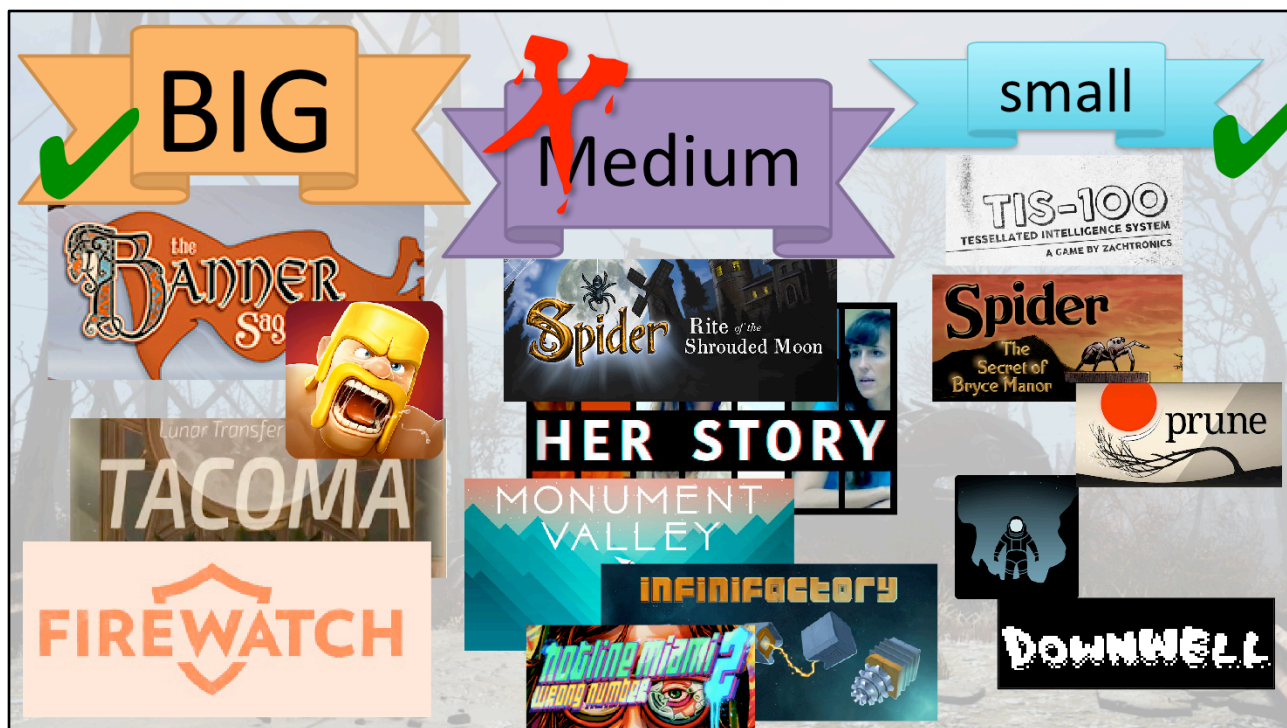 BIG
Medium
small
the
BANNER
Sag
Lunar Transfer
TACOMA
FIREWATCH
Spider
Rite of the
Shrouded Moon
HER STORY
MONUMENT
VALLEY
INFINIFACTORY
hotline miami 2
wrong number
TIS-100
TESSELLATED INTELLIGENCE SYSTEM
A GAME BY ZACHTRONICS
Spider
The
Secret of
Bryce Manor
prune
DOWNWELL